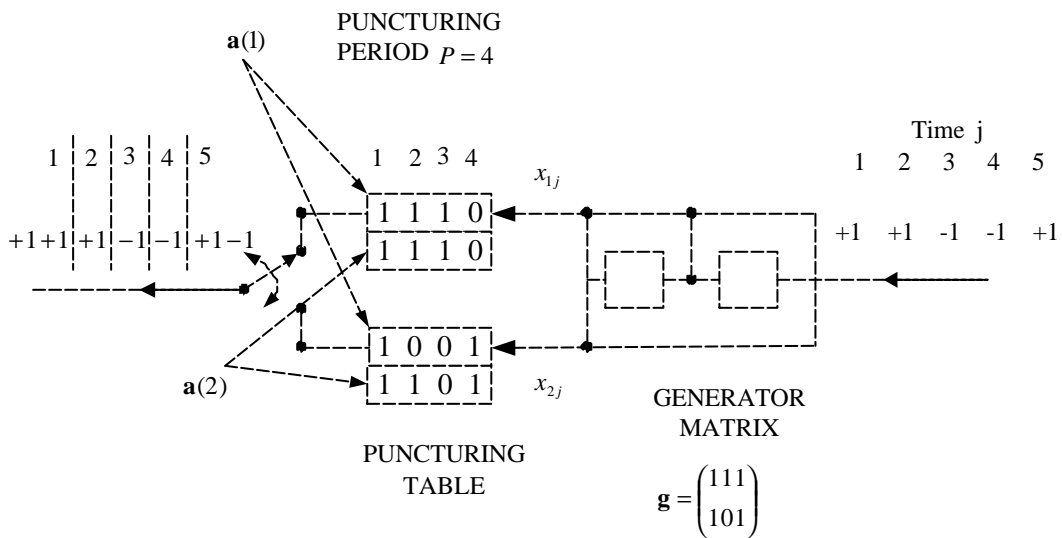 PUNCTURING
PERIOD P = 4
a(1)
Time j
1 2 3 4 5
1 2 3 4
1 2 3 4 5
x1j
1 1 1 0
1 1 1 0
+1+1 +1 −1 −1 +1−1
+1 +1 -1 -1 +1
1 0 0 1
1 1 0 1
a(2)
x2j
GENERATOR
MATRIX
PUNCTURING
TABLE
g = (111
101)